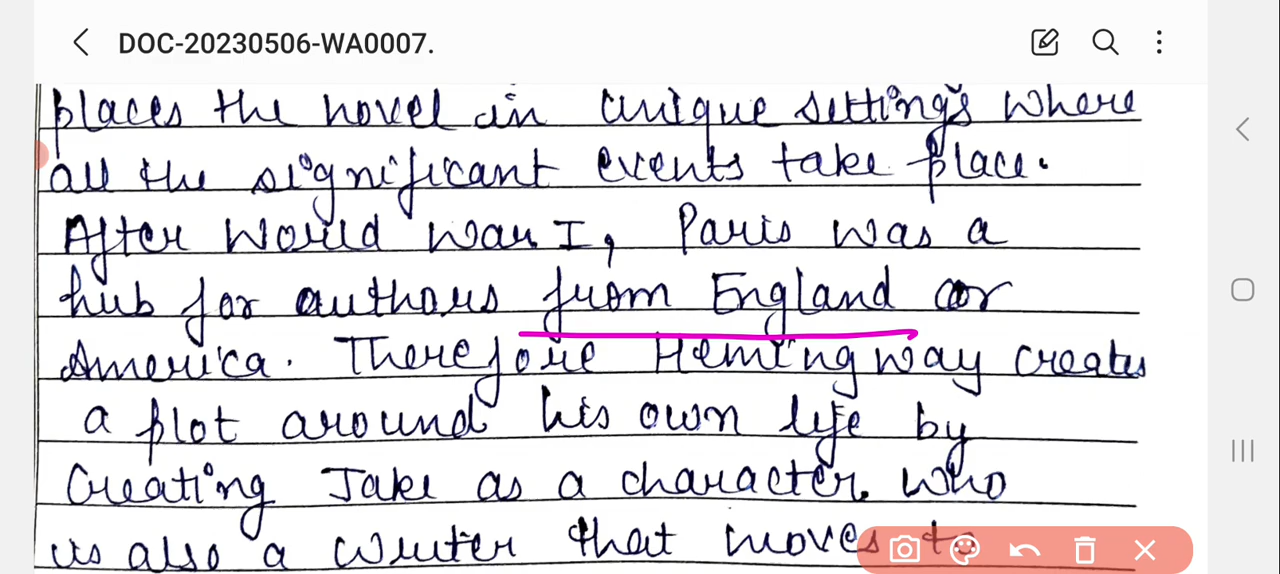 DOC-20230506-WA0007.
places the novel in unique settings where
all the significant events take place.
After World War I, Paris was a
hub for authors from England or
America. Therefore Hemingway creates
a plot around his own life by
Creating Jake as a character. who
is also a writer that moves to